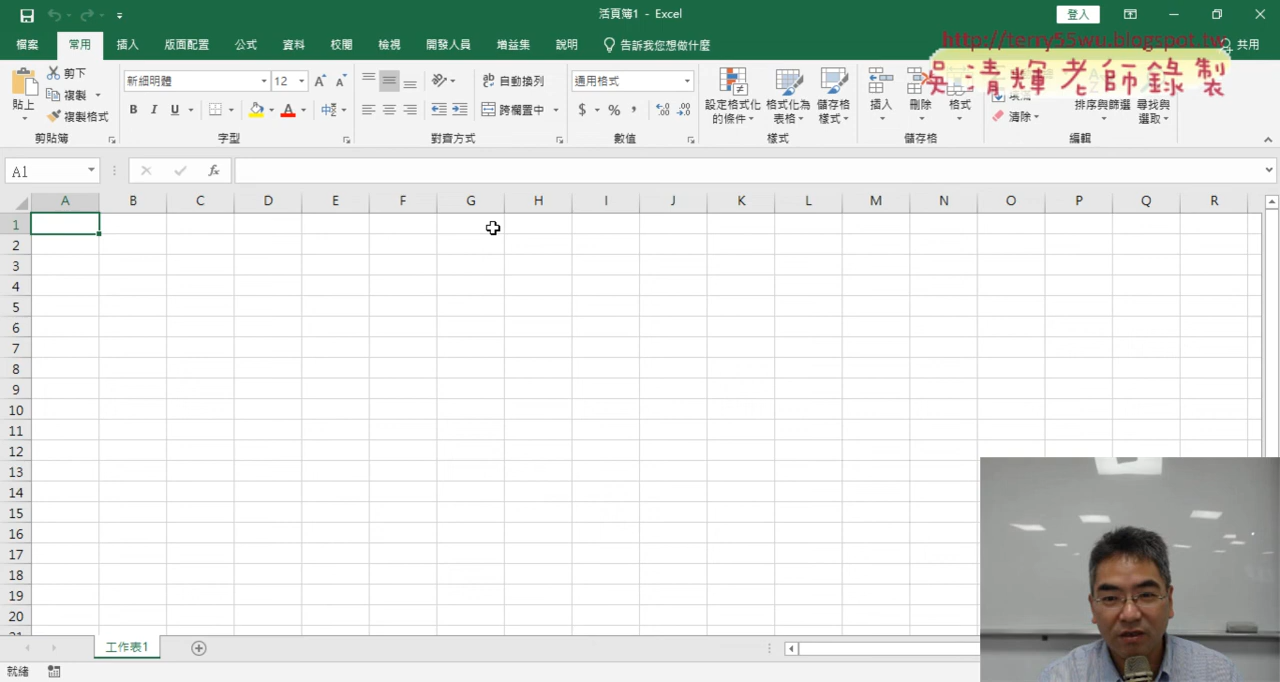 活頁簿1 - Excel
登入
檔案 常用 插入 版面配置 公式 資料 校閱 檢視 開發人員 增益集 說明 告訴我您想做什麼 共用
http://terry55wu.blogspot.tw
吳清輝老師錄製
貼上
剪下
複製
複製格式
剪貼簿
新細明體 12
B I U
字型
自動換列
跨欄置中
對齊方式
通用格式
$ % ,
數值
設定格式化的條件
格式化為表格
儲存格樣式
樣式
插入
刪除
格式
儲存格
清除
排序與篩選
尋找與選取
編輯
A1
fx
A B C D E F G H I J K L M N O P Q R
1
2
3
4
5
6
7
8
9
10
11
12
13
14
15
16
17
18
19
20
工作表1
就緒